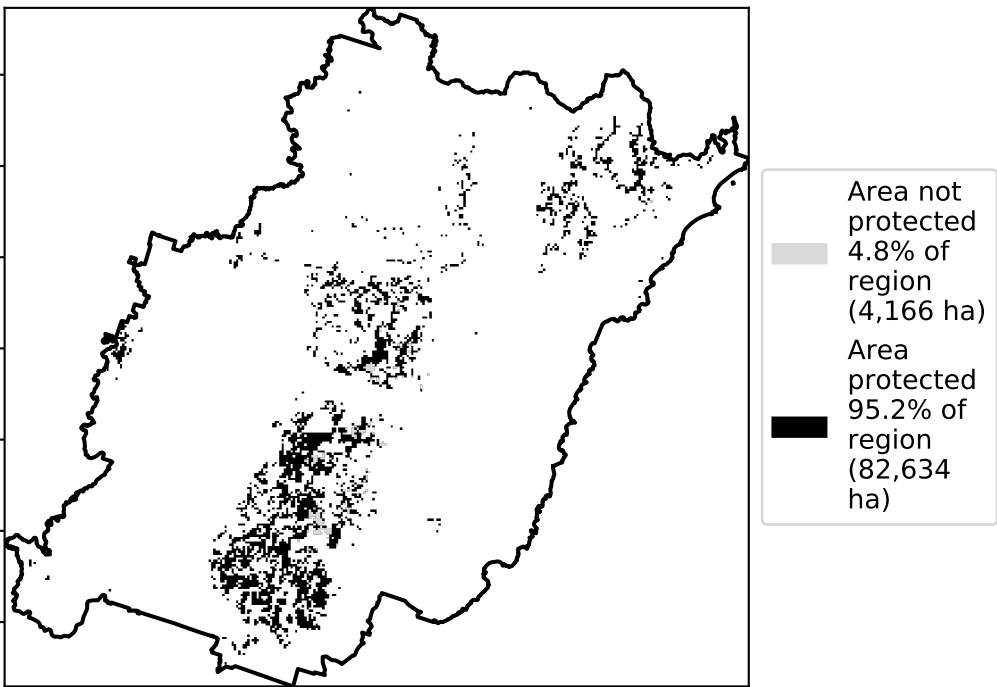 Area not
protected
4.8% of
region
(4,166 ha)
Area
protected
95.2% of
region
(82,634
ha)